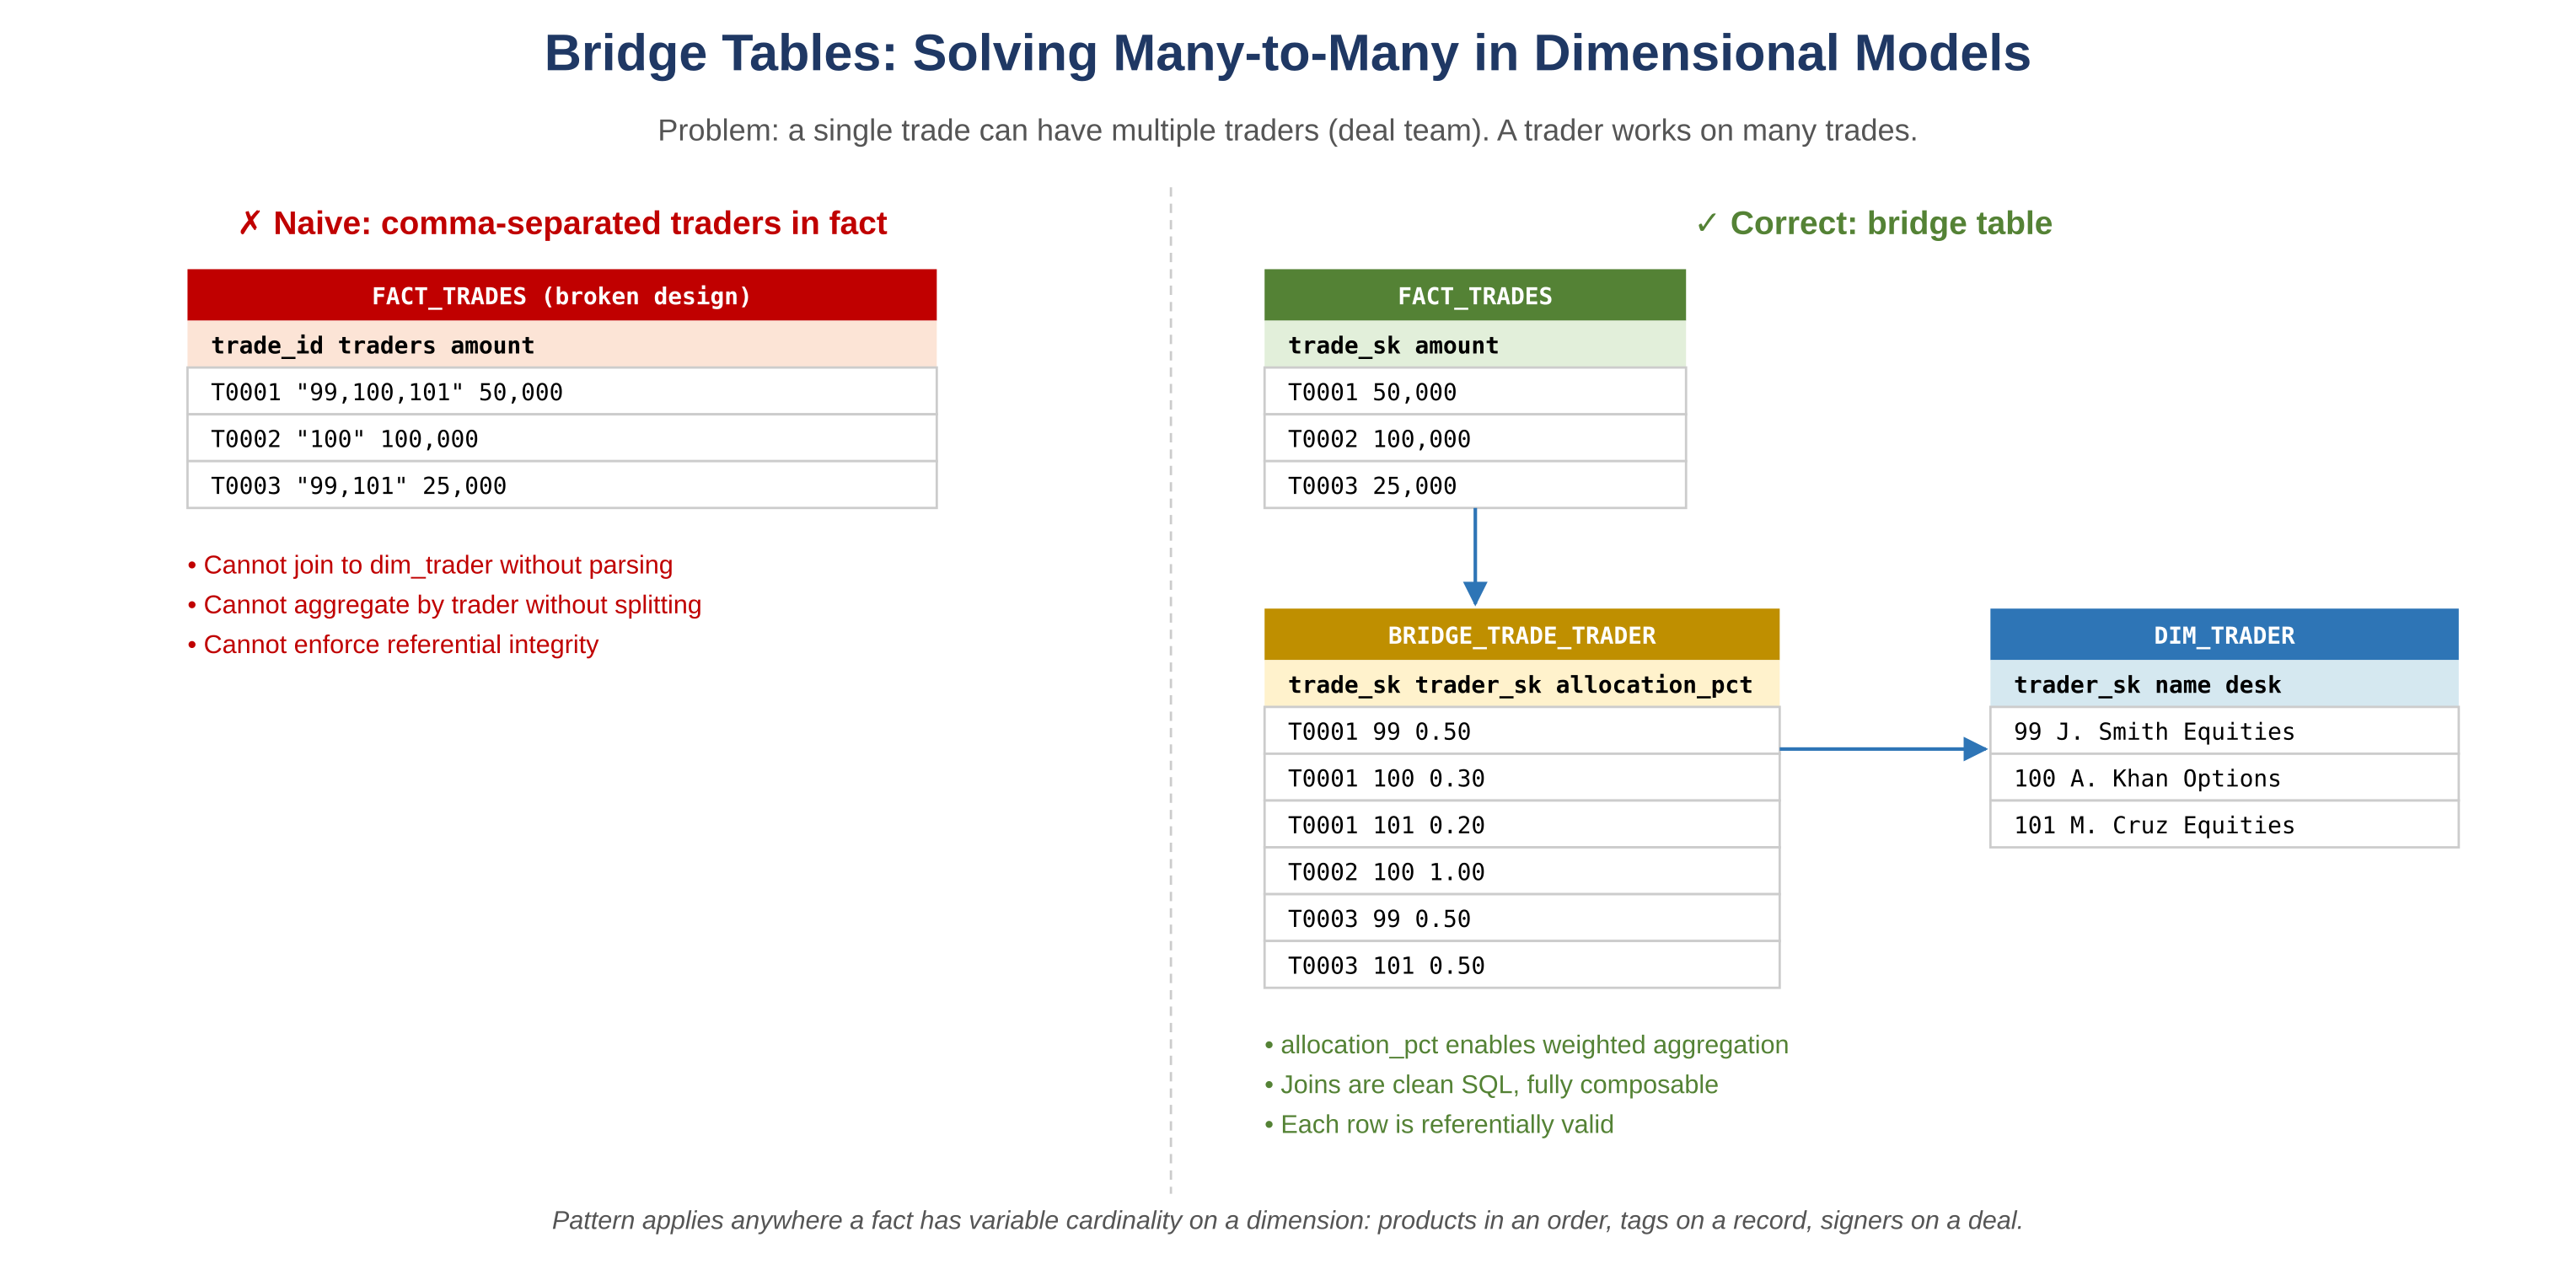 Bridge Tables: Solving Many-to-Many in Dimensional Models
Problem: a single trade can have multiple traders (deal team). A trader works on many trades.
✗ Naive: comma-separated traders in fact
FACT_TRADES (broken design)
trade_id traders amount
T0001 "99,100,101" 50,000
T0002 "100" 100,000
T0003 "99,101" 25,000
• Cannot join to dim_trader without parsing
• Cannot aggregate by trader without splitting
• Cannot enforce referential integrity
✓ Correct: bridge table
FACT_TRADES
trade_sk amount
T0001 50,000
T0002 100,000
T0003 25,000
BRIDGE_TRADE_TRADER
trade_sk trader_sk allocation_pct
T0001 99 0.50
T0001 100 0.30
T0001 101 0.20
T0002 100 1.00
T0003 99 0.50
T0003 101 0.50
DIM_TRADER
trader_sk name desk
99 J. Smith Equities
100 A. Khan Options
101 M. Cruz Equities
• allocation_pct enables weighted aggregation
• Joins are clean SQL, fully composable
• Each row is referentially valid
Pattern applies anywhere a fact has variable cardinality on a dimension: products in an order, tags on a record, signers on a deal.